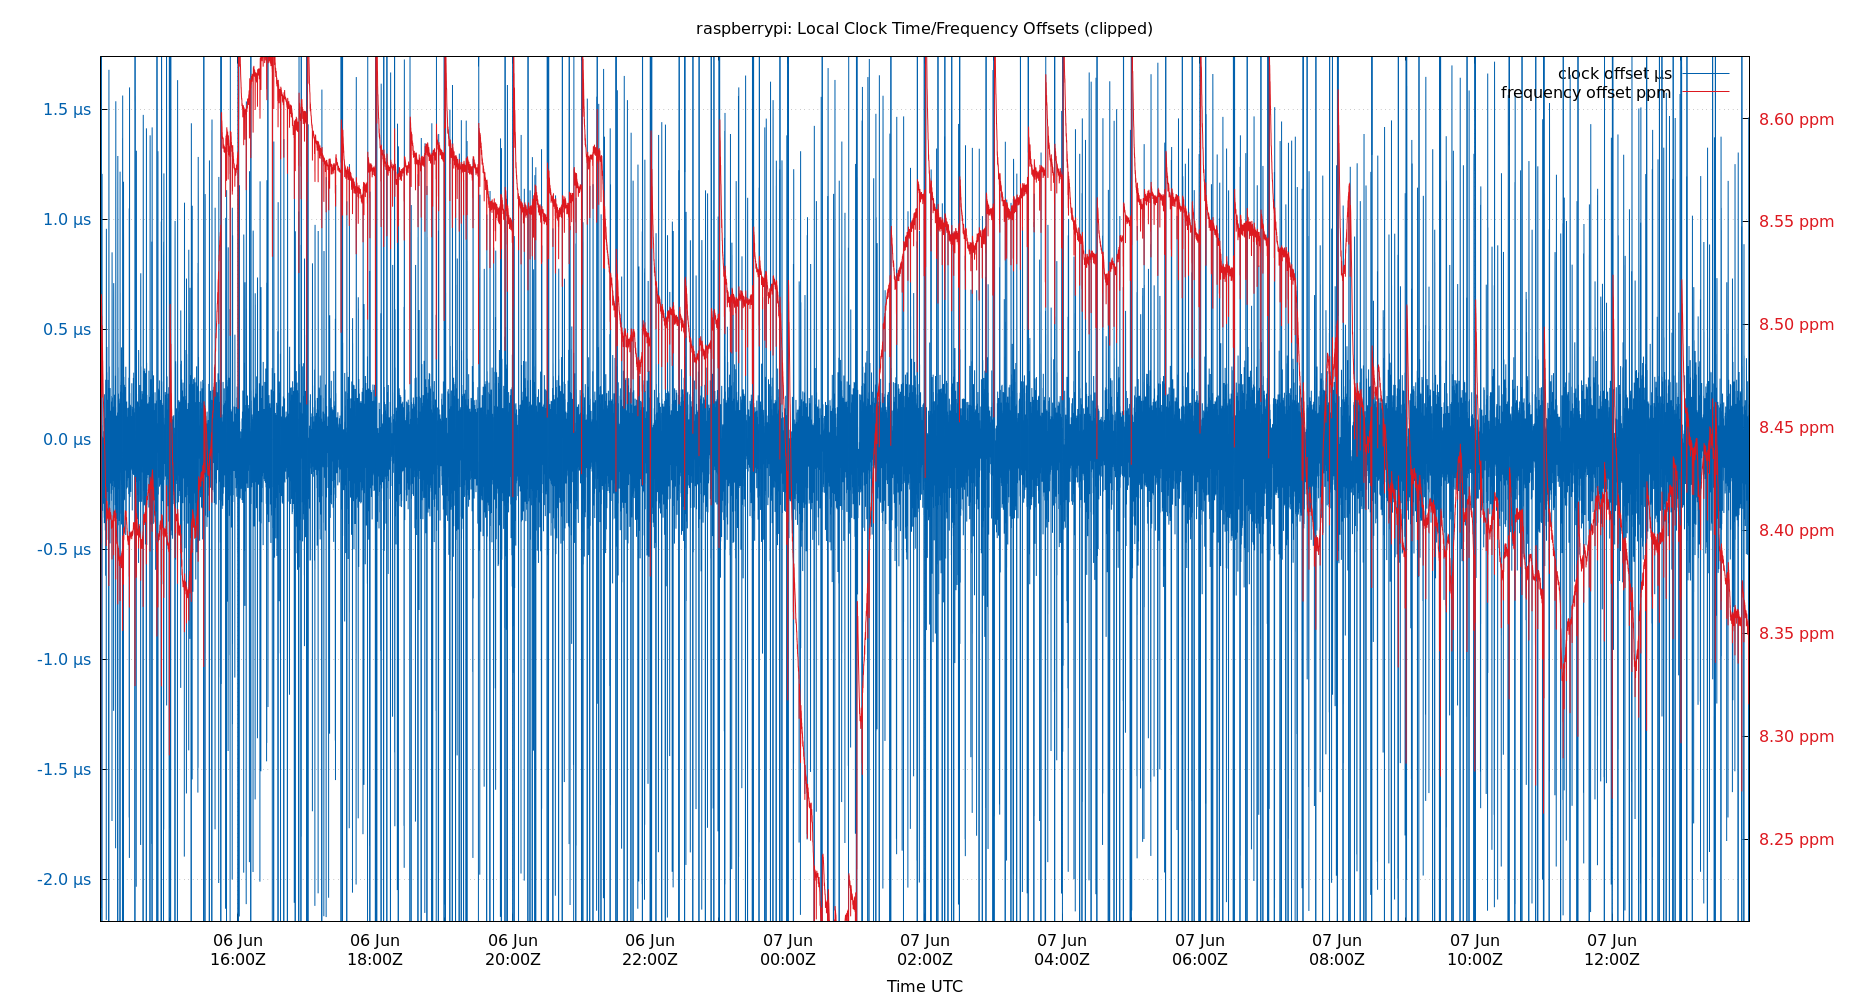 raspberrypi: Local Clock Time/Frequency Offsets (clipped)
clock offset µs
frequency offset ppm
1.5 µs
1.0 µs
0.5 µs
0.0 µs
-0.5 µs
-1.0 µs
-1.5 µs
-2.0 µs
8.60 ppm
8.55 ppm
8.50 ppm
8.45 ppm
8.40 ppm
8.35 ppm
8.30 ppm
8.25 ppm
06 Jun 06 Jun 06 Jun 06 Jun 07 Jun 07 Jun 07 Jun 07 Jun 07 Jun 07 Jun 07 Jun
16:00Z 18:00Z 20:00Z 22:00Z 00:00Z 02:00Z 04:00Z 06:00Z 08:00Z 10:00Z 12:00Z
Time UTC